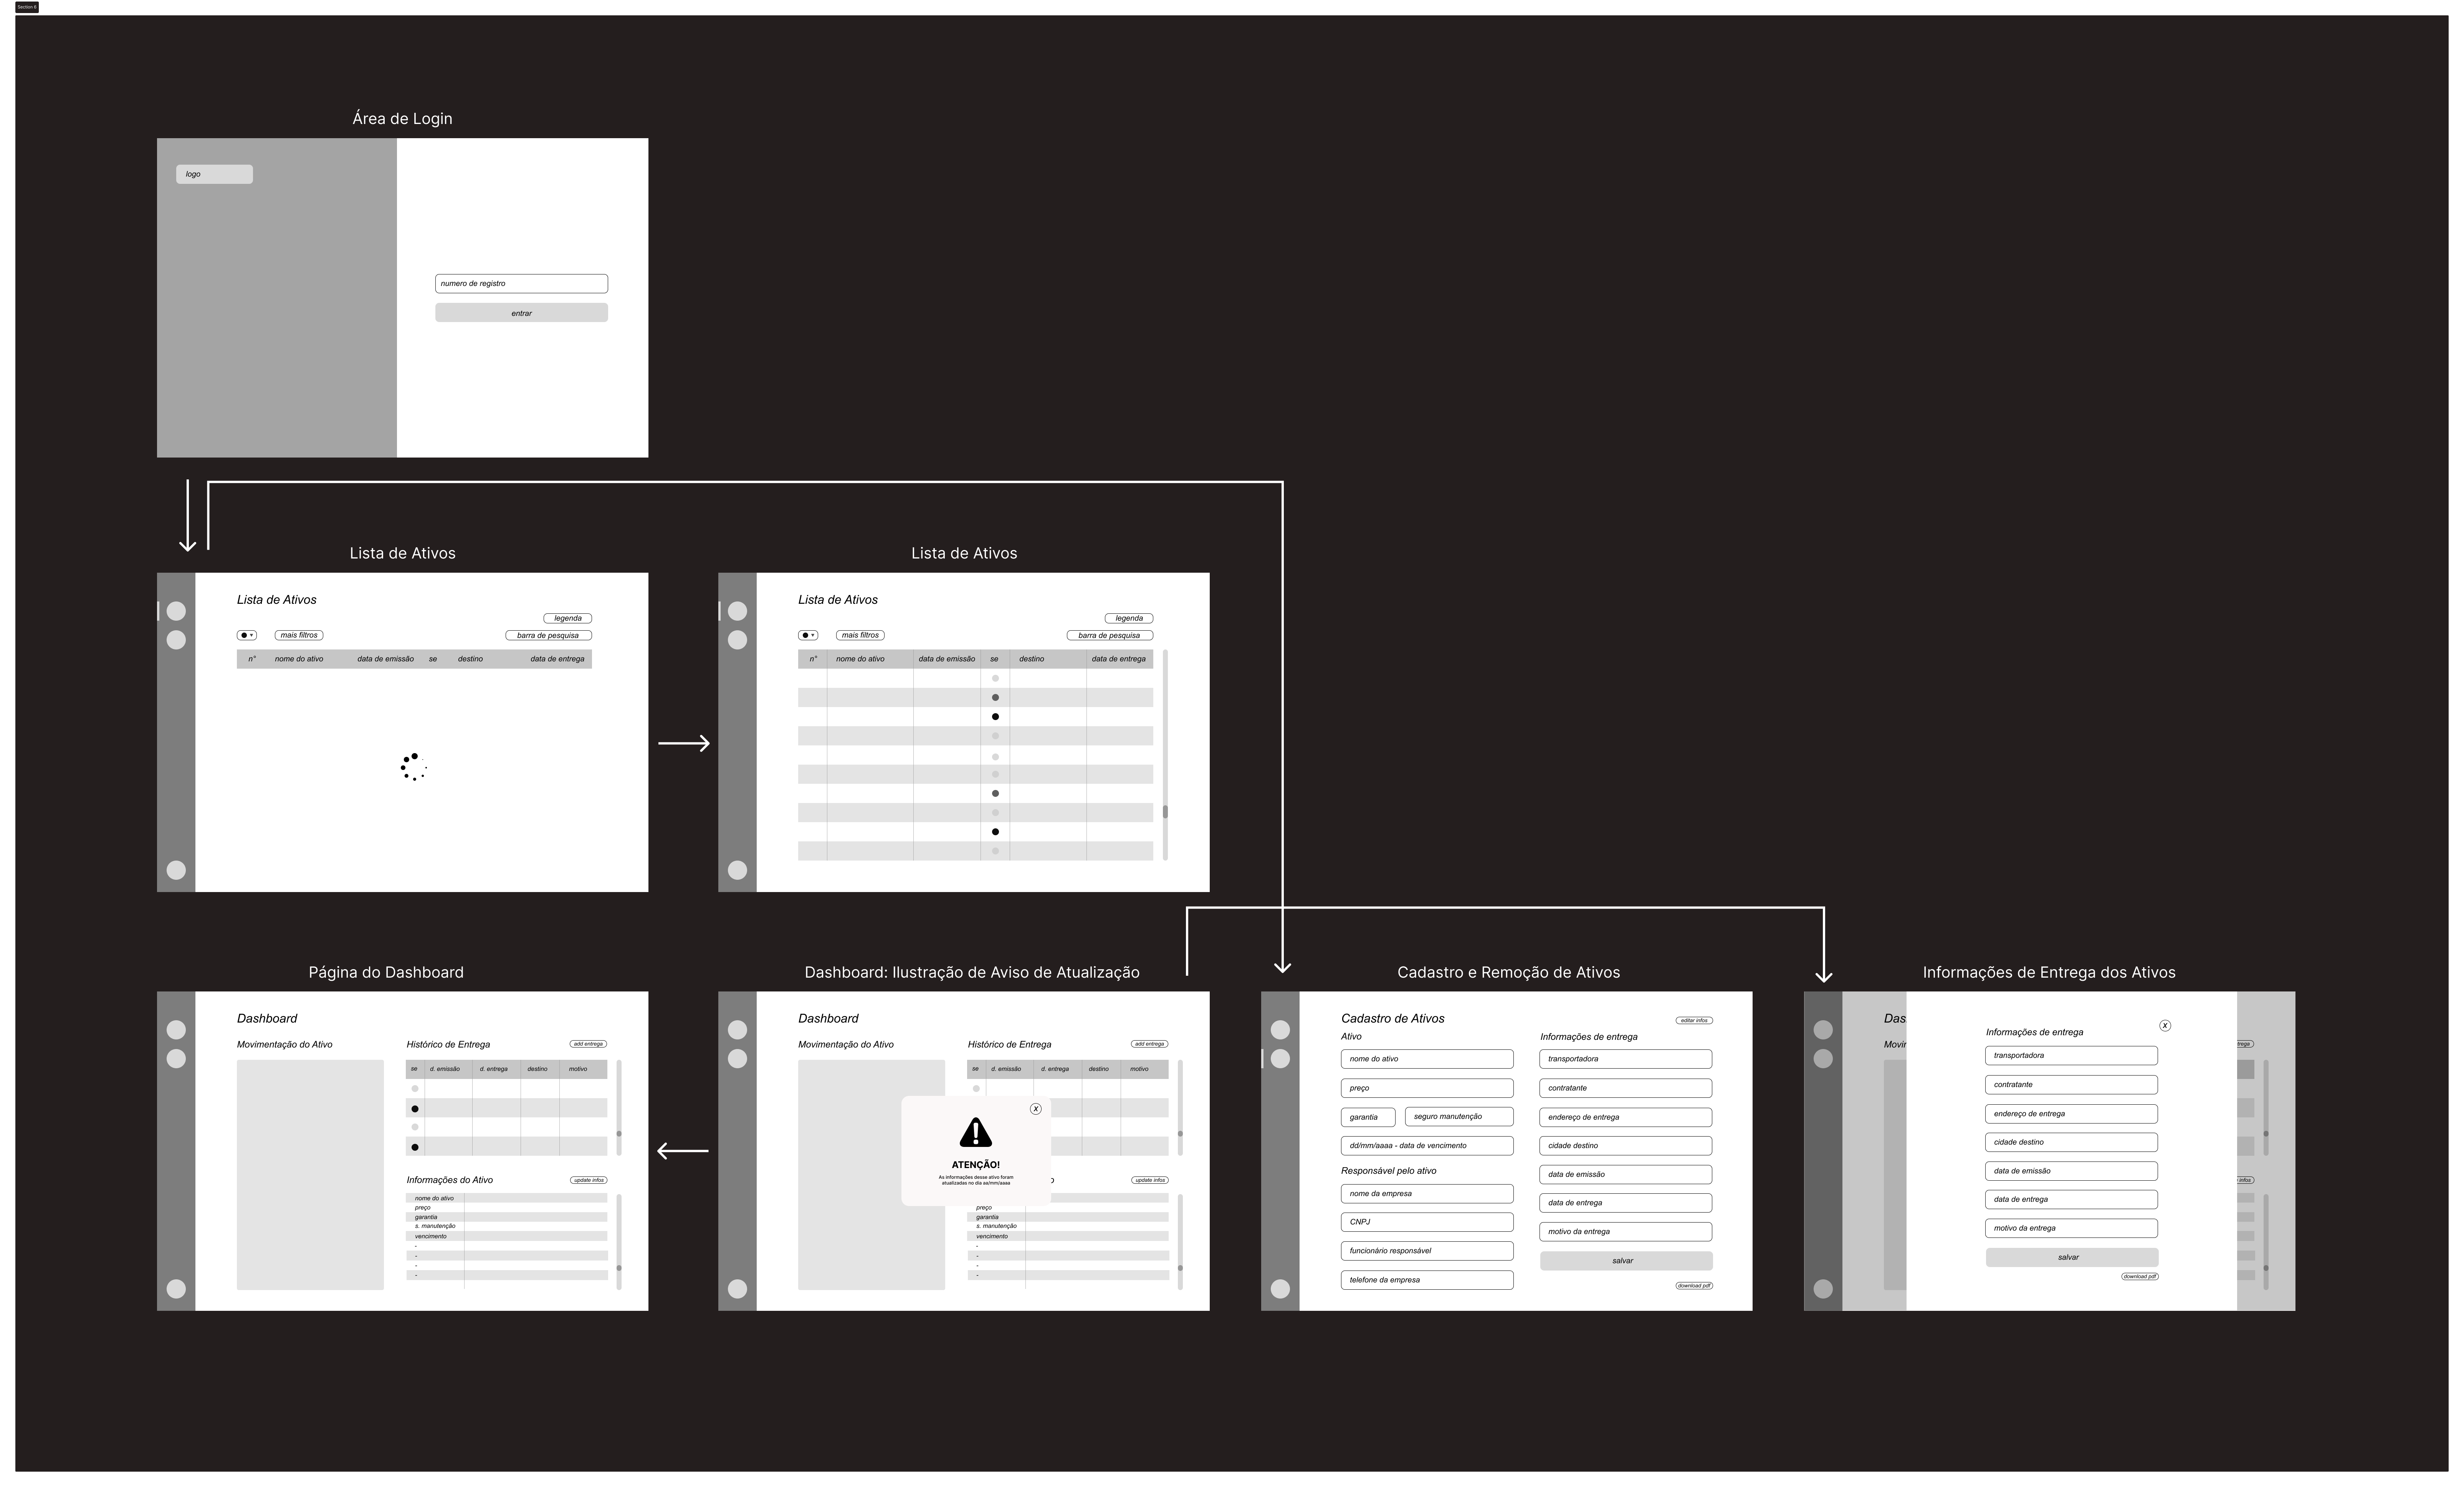 Section 6
Área de Login
logo
numero de registro
entrar
Lista de Ativos
Lista de Ativos
legenda
mais filtros
barra de pesquisa
n° nome do ativo data de emissão se destino data de entrega
Lista de Ativos
Lista de Ativos
legenda
mais filtros
barra de pesquisa
n° nome do ativo data de emissão se destino data de entrega
Página do Dashboard
Dashboard
Movimentação do Ativo
Histórico de Entrega
add entrega
se d. emissão d. entrega destino motivo
Informações do Ativo
update infos
nome do ativo
preço
garantia
s. manutenção
vencimento
-
-
-
-
Dashboard: Ilustração de Aviso de Atualização
Dashboard
Movimentação do Ativo
Histórico de Entrega
add entrega
se d. emissão d. entrega destino motivo
X
ATENÇÃO!
As informações desse ativo foram
atualizadas no dia aa/mm/aaaa
o
update infos
preço
garantia
s. manutenção
vencimento
-
-
-
-
Cadastro e Remoção de Ativos
Cadastro de Ativos
editar infos
Ativo
nome do ativo
preço
garantia
seguro manutenção
dd/mm/aaaa - data de vencimento
Responsável pelo ativo
nome da empresa
CNPJ
funcionário responsável
telefone da empresa
Informações de entrega
transportadora
contratante
endereço de entrega
cidade destino
data de emissão
data de entrega
motivo da entrega
salvar
download pdf
Informações de Entrega dos Ativos
Das
Movir
trega
infos
X
Informações de entrega
transportadora
contratante
endereço de entrega
cidade destino
data de emissão
data de entrega
motivo da entrega
salvar
download pdf